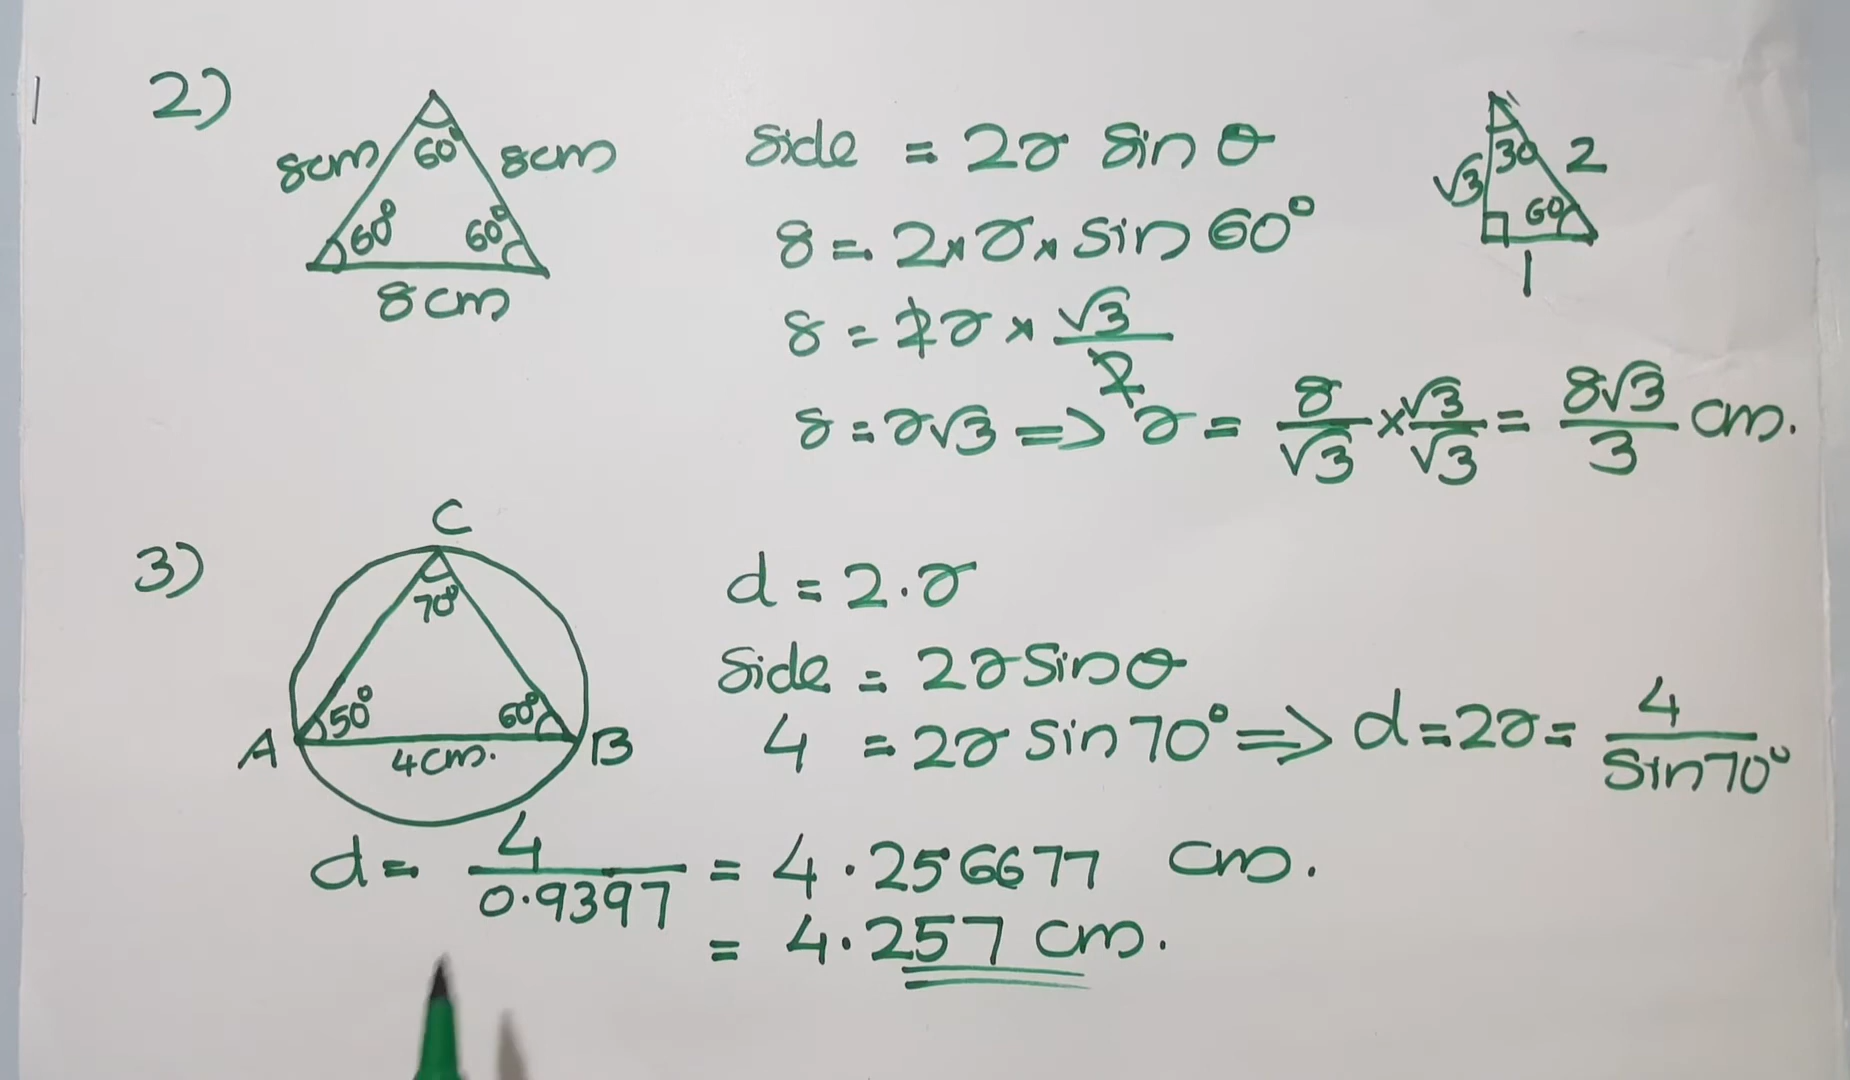 2)
60°
8cm
8cm
60°
60°
8cm
side = 2r sin θ
8 = 2×r×sin 60°
8 = 2r × √3/2
8 = r√3 => r = 8/√3 × √3/√3 = 8√3/3 cm.
30
2
√3
60
1
3)
C
70°
50°
60°
A
4cm.
B
d = 2.r
Side = 2r Sin θ
4 = 2r Sin 70° => d = 2r = 4/Sin 70°
d = 4/0.9397 = 4.256677 cm.
= 4.257 cm.